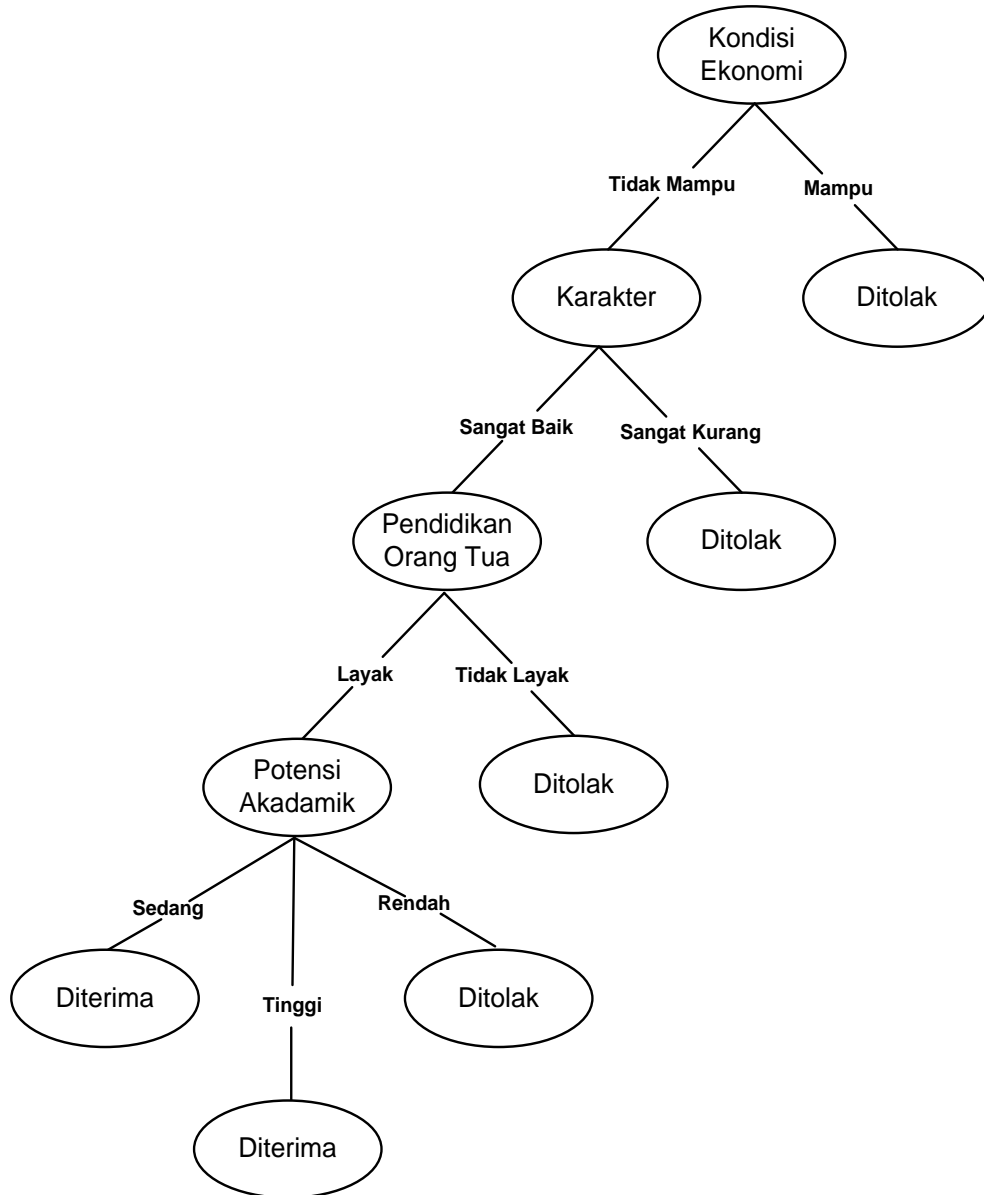 Kondisi
Ekonomi
Tidak Mampu
Mampu
Karakter
Ditolak
Sangat Baik
Sangat Kurang
Pendidikan
Orang Tua
Ditolak
Layak
Tidak Layak
Potensi
Akadamik
Ditolak
Sedang
Rendah
Diterima
Tinggi
Ditolak
Diterima